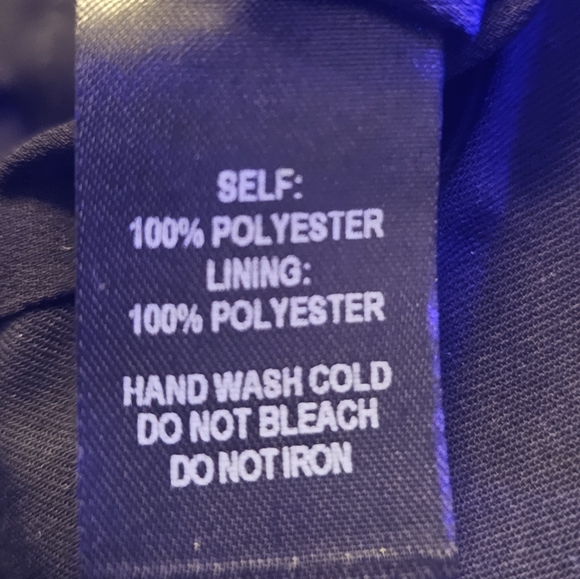 SELF:
100% POLYESTER
LINING:
100% POLYESTER
HAND WASH COLD
DO NOT BLEACH
DO NOT IRON